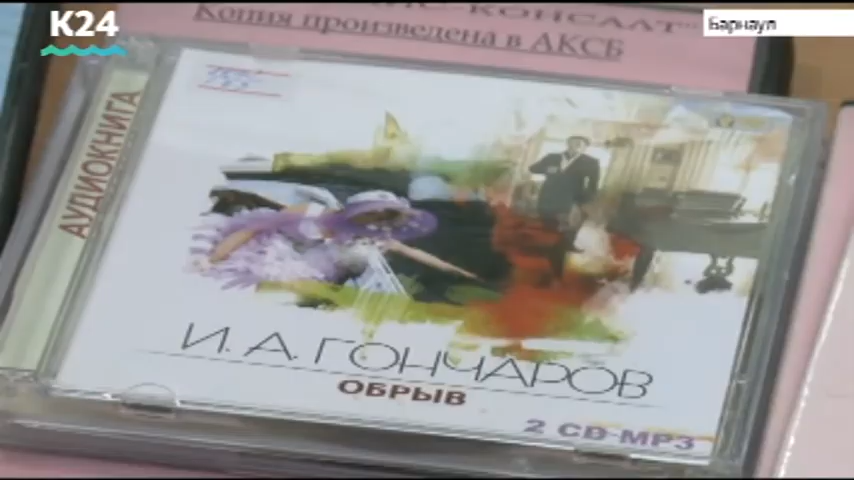 К24
Барнаул
КОНСАЛТ"
Копия произведена в АКСБ
АУДИОКНИГА
И. А. ГОНЧАРОВ
ОБРЫВ
2 CD-MP3